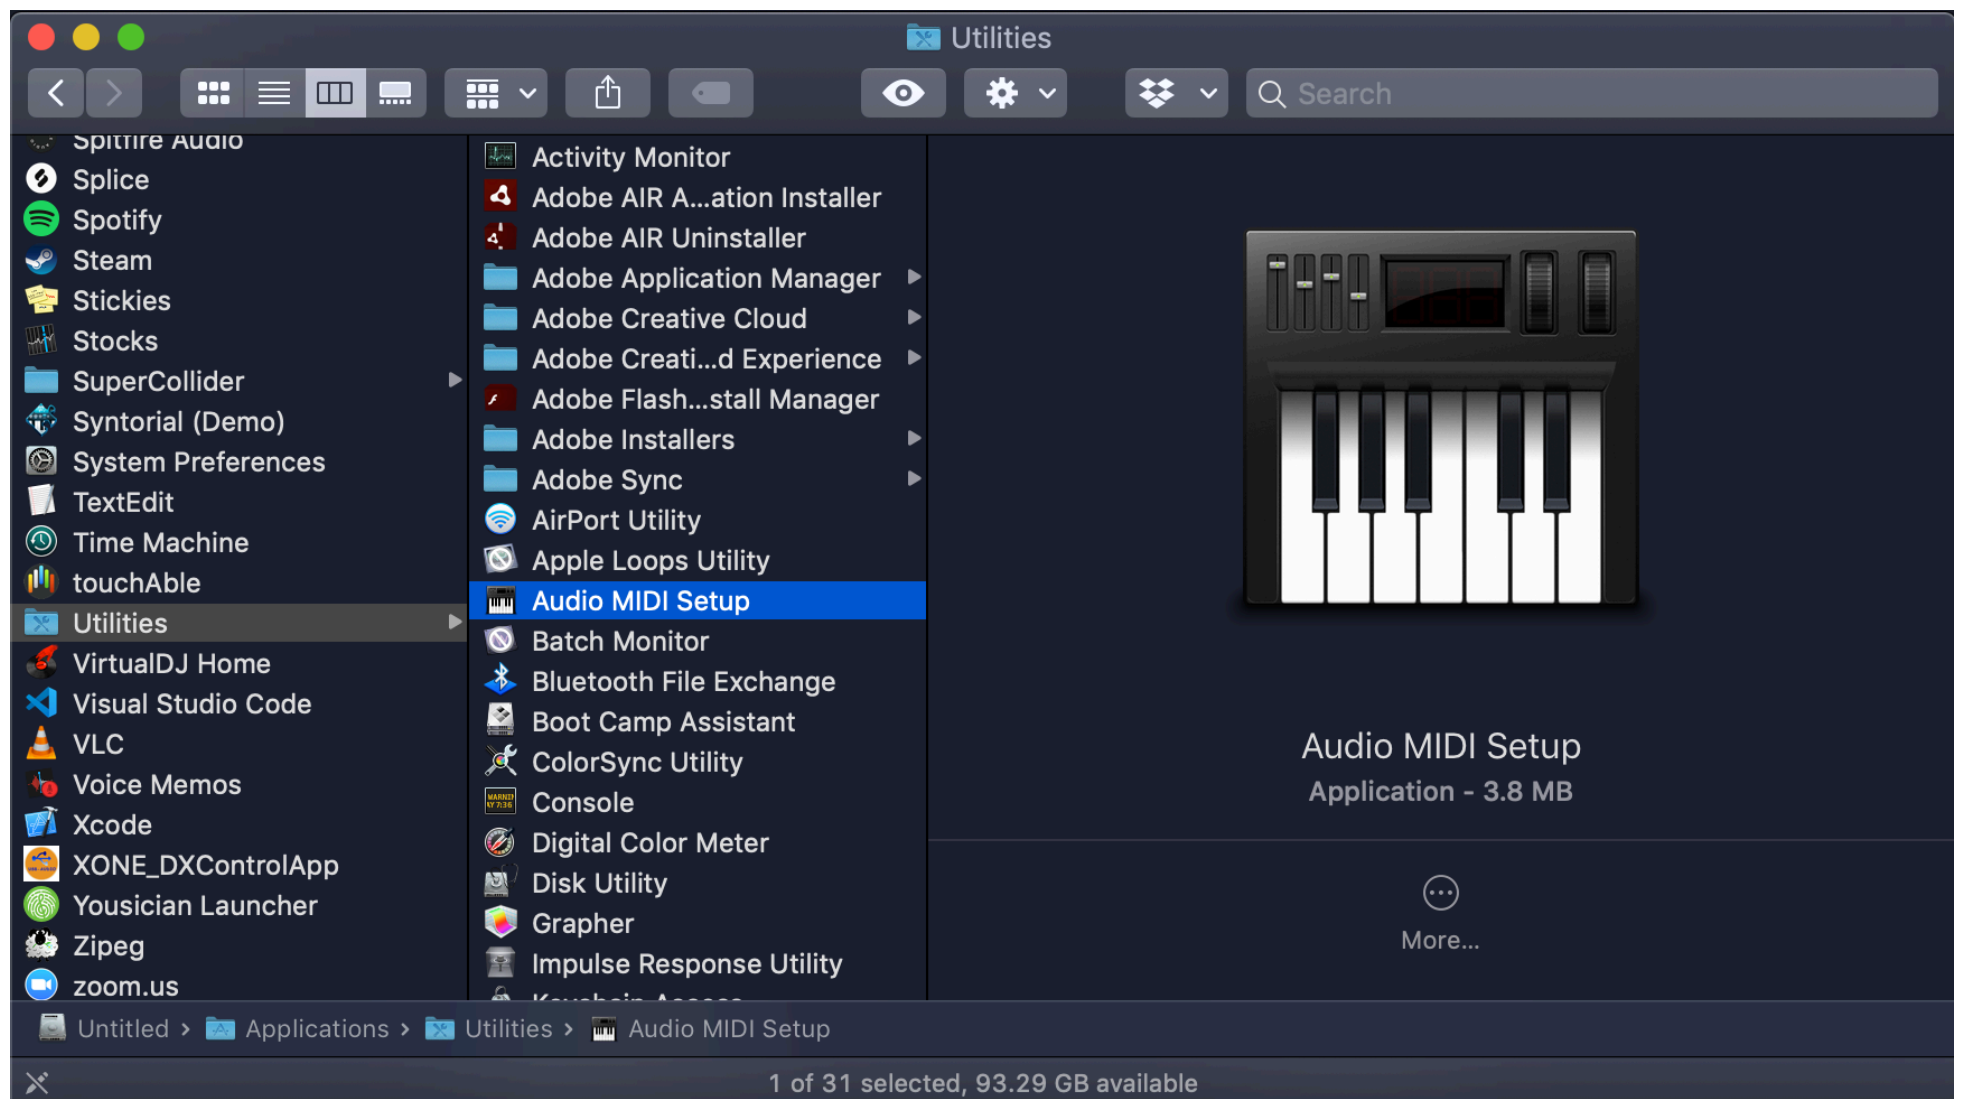 Utilities
Search
Spitfire Audio
Splice
Spotify
Steam
Stickies
Stocks
SuperCollider
Syntorial (Demo)
System Preferences
TextEdit
Time Machine
touchAble
Utilities
VirtualDJ Home
Visual Studio Code
VLC
Voice Memos
Xcode
XONE_DXControlApp
Yousician Launcher
Zipeg
zoom.us
Activity Monitor
Adobe AIR A...ation Installer
Adobe AIR Uninstaller
Adobe Application Manager
Adobe Creative Cloud
Adobe Creati...d Experience
Adobe Flash...stall Manager
Adobe Installers
Adobe Sync
AirPort Utility
Apple Loops Utility
Audio MIDI Setup
Batch Monitor
Bluetooth File Exchange
Boot Camp Assistant
ColorSync Utility
Console
Digital Color Meter
Disk Utility
Grapher
Impulse Response Utility
Keychain Access
Audio MIDI Setup
Application - 3.8 MB
More...
Untitled › Applications › Utilities › Audio MIDI Setup
1 of 31 selected, 93.29 GB available